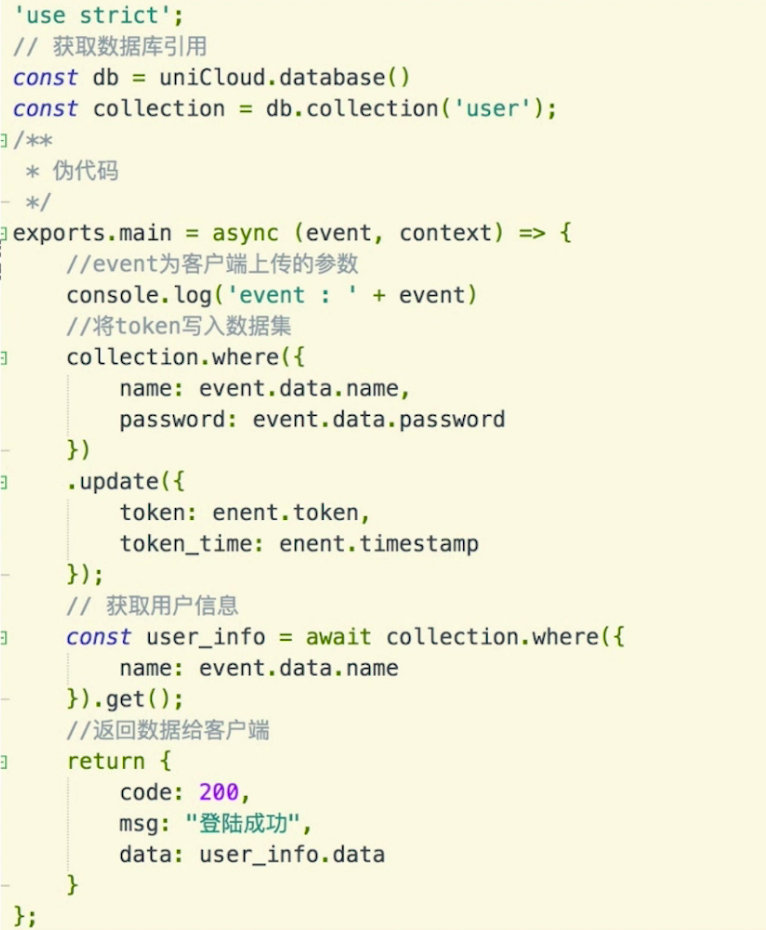 'use strict';
// 获取数据库引用
const db = uniCloud.database()
const collection = db.collection('user');
/**
 * 伪代码
 */
exports.main = async (event, context) => {
    //event为客户端上传的参数
    console.log('event : ' + event)
    //将token写入数据集
    collection.where({
        name: event.data.name,
        password: event.data.password
    })
    .update({
        token: enent.token,
        token_time: enent.timestamp
    });
    // 获取用户信息
    const user_info = await collection.where({
        name: event.data.name
    }).get();
    //返回数据给客户端
    return {
        code: 200,
        msg: "登陆成功",
        data: user_info.data
    }
};